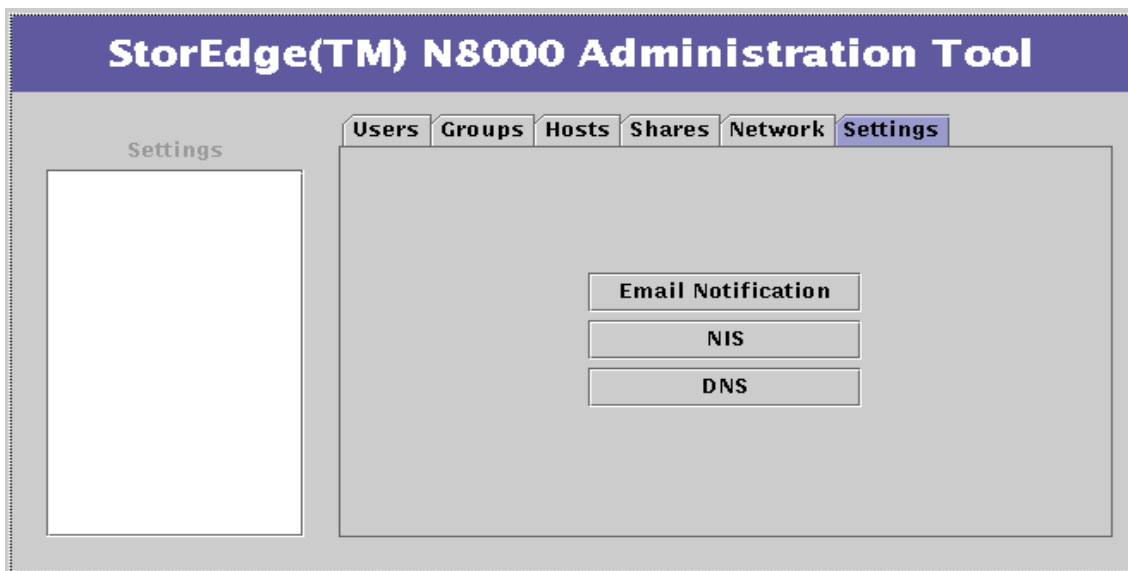 StorEdge(TM) N8000 Administration Tool
Users Groups Hosts Shares Network Settings
Settings
Email Notification
NIS
DNS